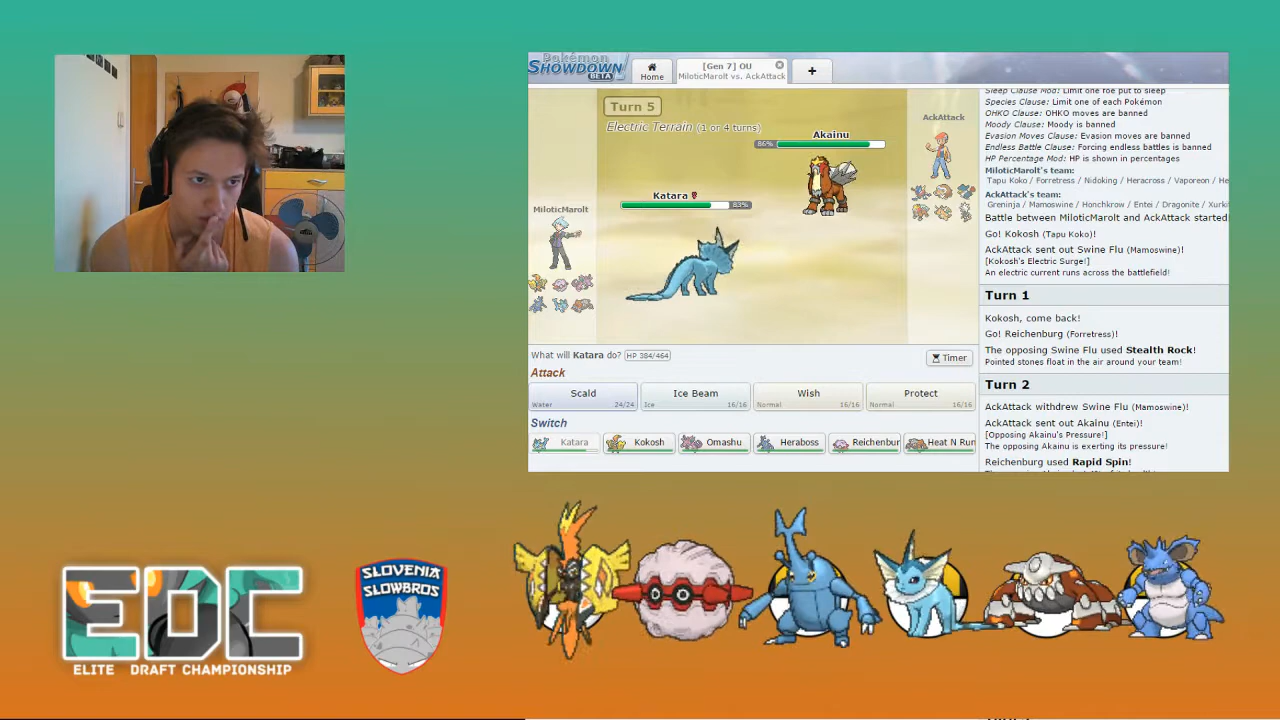 Pokémon
SHOWDOWN
BETA
Home
[Gen 7] OU
MiloticMarolt vs. AckAttack
+
Turn 5
Electric Terrain (1 or 4 turns)
Akainu
86%
Katara
83%
MiloticMarolt
AckAttack
What will Katara do? HP 384/464
Timer
Attack
Scald
Water 24/24
Ice Beam
Ice 16/16
Wish
Normal 16/16
Protect
Normal 16/16
Switch
Katara
Kokosh
Omashu
Heraboss
Reichenbur
Heat N Run
Sleep Clause Mod: Limit one foe put to sleep
Species Clause: Limit one of each Pokémon
OHKO Clause: OHKO moves are banned
Moody Clause: Moody is banned
Evasion Moves Clause: Evasion moves are banned
Endless Battle Clause: Forcing endless battles is banned
HP Percentage Mod: HP is shown in percentages
MiloticMarolt's team:
Tapu Koko / Forretress / Nidoking / Heracross / Vaporeon / He
AckAttack's team:
Greninja / Mamoswine / Honchkrow / Entei / Dragonite / Xurki
Battle between MiloticMarolt and AckAttack started
Go! Kokosh (Tapu Koko)!
AckAttack sent out Swine Flu (Mamoswine)!
[Kokosh's Electric Surge!]
An electric current runs across the battlefield!
Turn 1
Kokosh, come back!
Go! Reichenburg (Forretress)!
The opposing Swine Flu used Stealth Rock!
Pointed stones float in the air around your team!
Turn 2
AckAttack withdrew Swine Flu (Mamoswine)!
AckAttack sent out Akainu (Entei)!
[Opposing Akainu's Pressure!]
The opposing Akainu is exerting its pressure!
Reichenburg used Rapid Spin!
EDC
ELITE DRAFT CHAMPIONSHIP
SLOVENIA
SLOWBROS